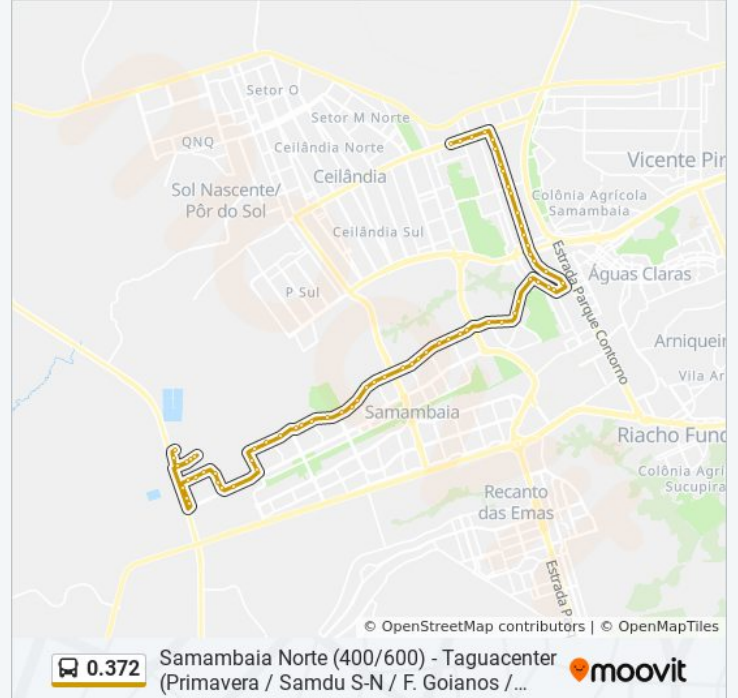 Setor O
Setor M Norte
QNQ
Ceilândia Norte
Vicente Pir
Ceilândia
Sol Nascente/
Pôr do Sol
Colônia Agrícola
Samambaia
Ceilândia Sul
Estrada Parque Contorno
Águas Claras
P Sul
Arniqueir
Vila Ar
Samambaia
Riacho Fund
Colônia Agrí
Sucupira
Recanto
das Emas
Estrada P
© OpenStreetMap contributors | © OpenMapTiles
0.372
Samambaia Norte (400/600) - Taguacenter
(Primavera / Samdu S-N / F. Goianos /...
moovit